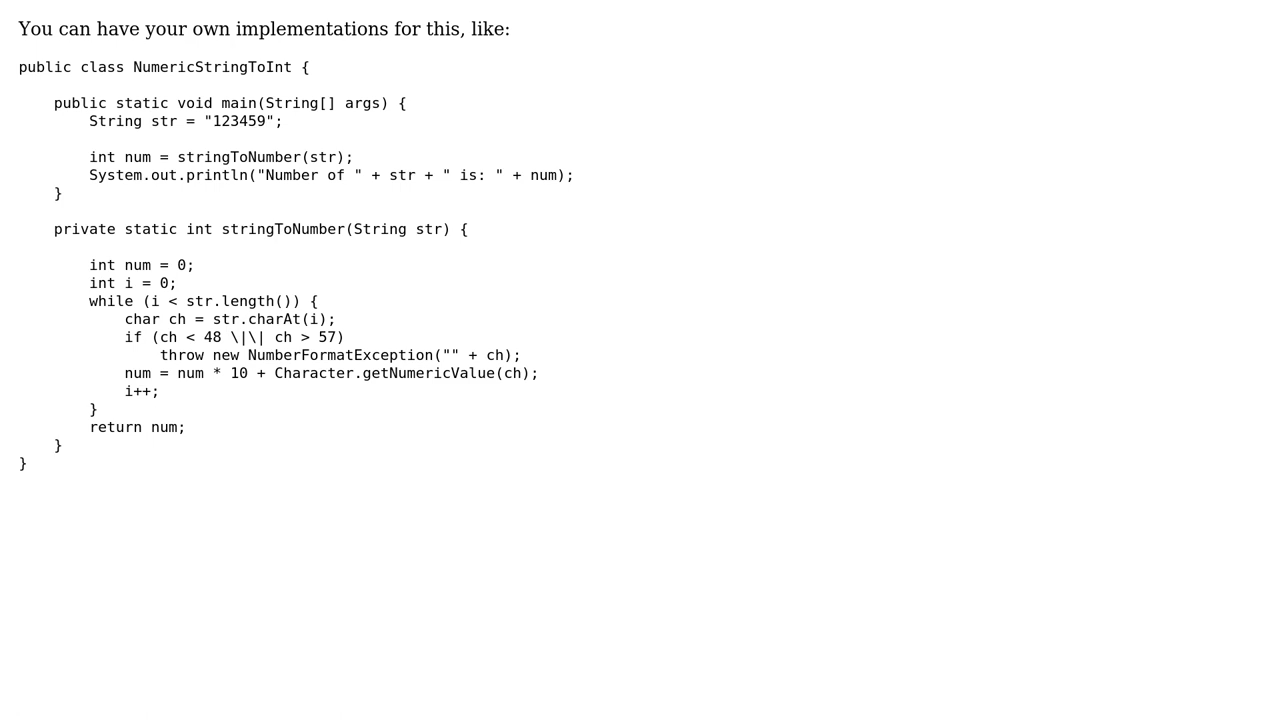 You can have your own implementations for this, like:
public class NumericStringToInt {
    public static void main(String[] args) {
        String str = "123459";
        int num = stringToNumber(str);
        System.out.println("Number of " + str + " is: " + num);
    }
    private static int stringToNumber(String str) {
        int num = 0;
        int i = 0;
        while (i < str.length()) {
            char ch = str.charAt(i);
            if (ch < 48 \|\| ch > 57)
                throw new NumberFormatException("" + ch);
            num = num * 10 + Character.getNumericValue(ch);
            i++;
        }
        return num;
    }
}